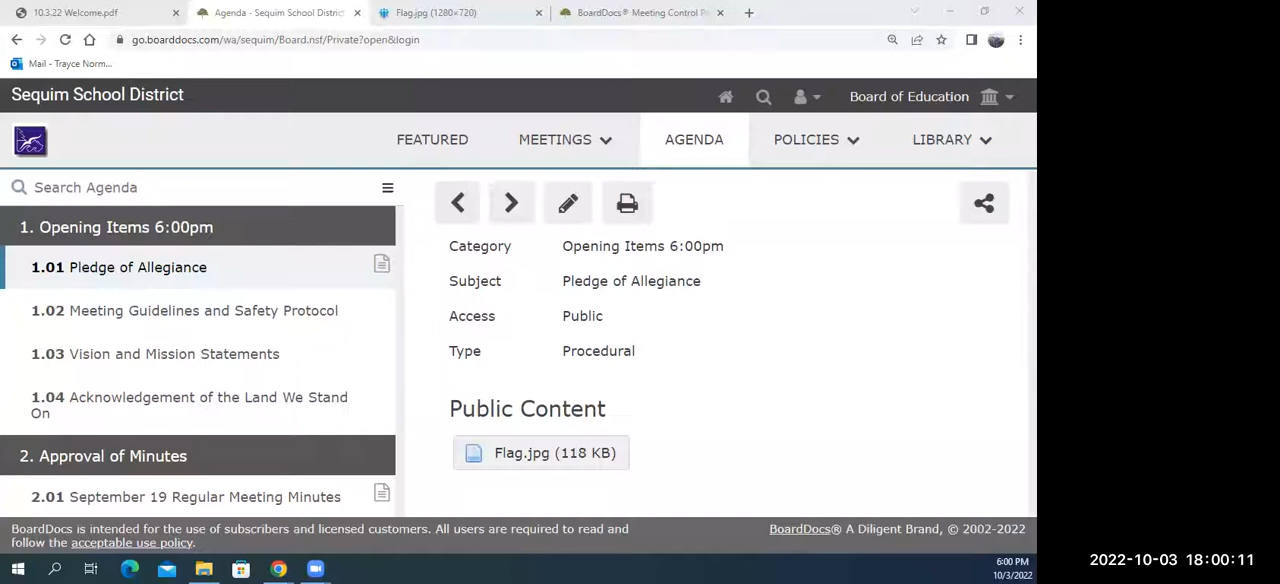 10.3.22 Welcome.pdf
Agenda - Sequim School District
Flag.jpg (1280×720)
BoardDocs® Meeting Control P
go.boarddocs.com/wa/sequim/Board.nsf/Private?open&login
Mail - Trayce Norm...
Sequim School District
Board of Education
FEATURED
MEETINGS
AGENDA
POLICIES
LIBRARY
Search Agenda
1. Opening Items 6:00pm
1.01 Pledge of Allegiance
1.02 Meeting Guidelines and Safety Protocol
1.03 Vision and Mission Statements
1.04 Acknowledgement of the Land We Stand
On
2. Approval of Minutes
2.01 September 19 Regular Meeting Minutes
Category Opening Items 6:00pm
Subject Pledge of Allegiance
Access Public
Type Procedural
Public Content
Flag.jpg (118 KB)
BoardDocs is intended for the use of subscribers and licensed customers. All users are required to read and
follow the acceptable use policy.
BoardDocs® A Diligent Brand, © 2002-2022
6:00 PM
10/3/2022
2022-10-03 18:00:11